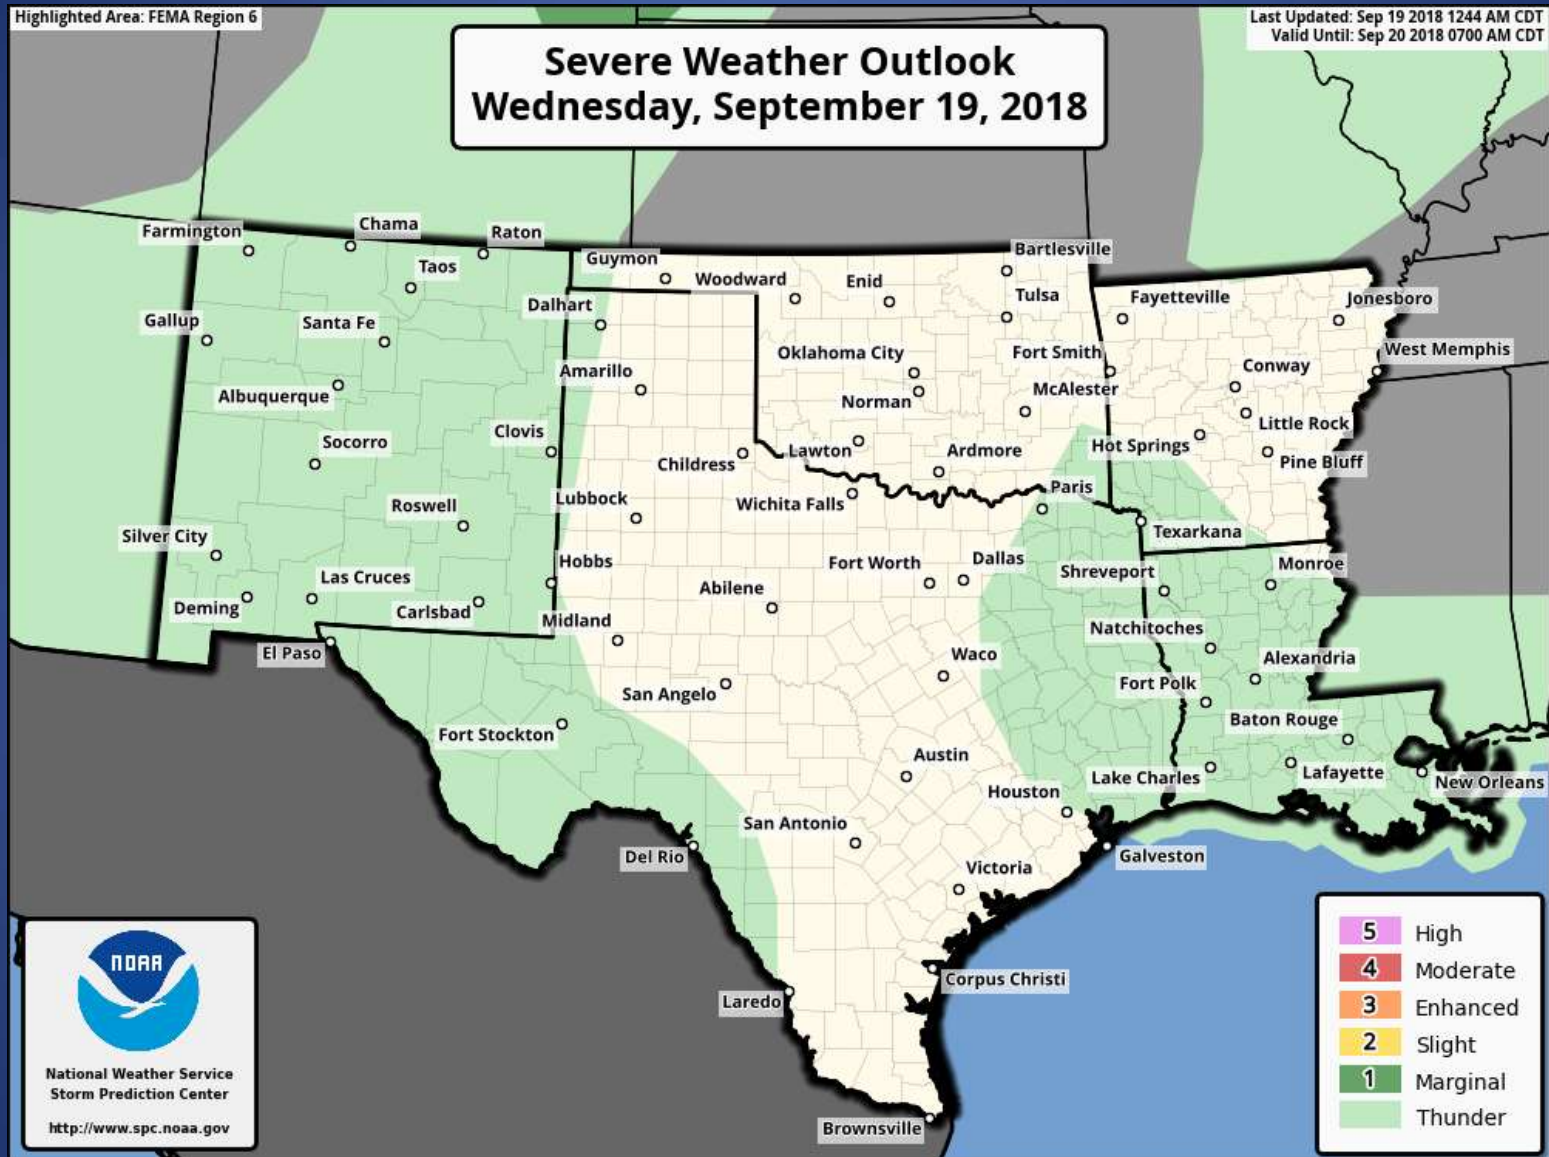 Highlighted Area: FEMA Region 6
Last Updated: Sep 19 2018 1244 AM CDT
Valid Until: Sep 20 2018 0700 AM CDT
Severe Weather Outlook
Wednesday, September 19, 2018
Farmington
Chama
Raton
Taos
Guymon
Woodward
Enid
Bartlesville
Tulsa
Fayetteville
Jonesboro
Dalhart
Gallup
Santa Fe
Oklahoma City
Fort Smith
West Memphis
Amarillo
Conway
Albuquerque
Norman
McAlester
Little Rock
Clovis
Socorro
Childress
Lawton
Ardmore
Hot Springs
Pine Bluff
Roswell
Lubbock
Wichita Falls
Paris
Texarkana
Silver City
Hobbs
Fort Worth
Dallas
Shreveport
Monroe
Las Cruces
Deming
Carlsbad
Abilene
Midland
Natchitoches
El Paso
Waco
Alexandria
San Angelo
Fort Polk
Fort Stockton
Baton Rouge
Austin
Lake Charles
Lafayette
New Orleans
Houston
San Antonio
Del Rio
Galveston
Victoria
Corpus Christi
Laredo
Brownsville
NOAA
National Weather Service
Storm Prediction Center
http://www.spc.noaa.gov
5 High
4 Moderate
3 Enhanced
2 Slight
1 Marginal
Thunder